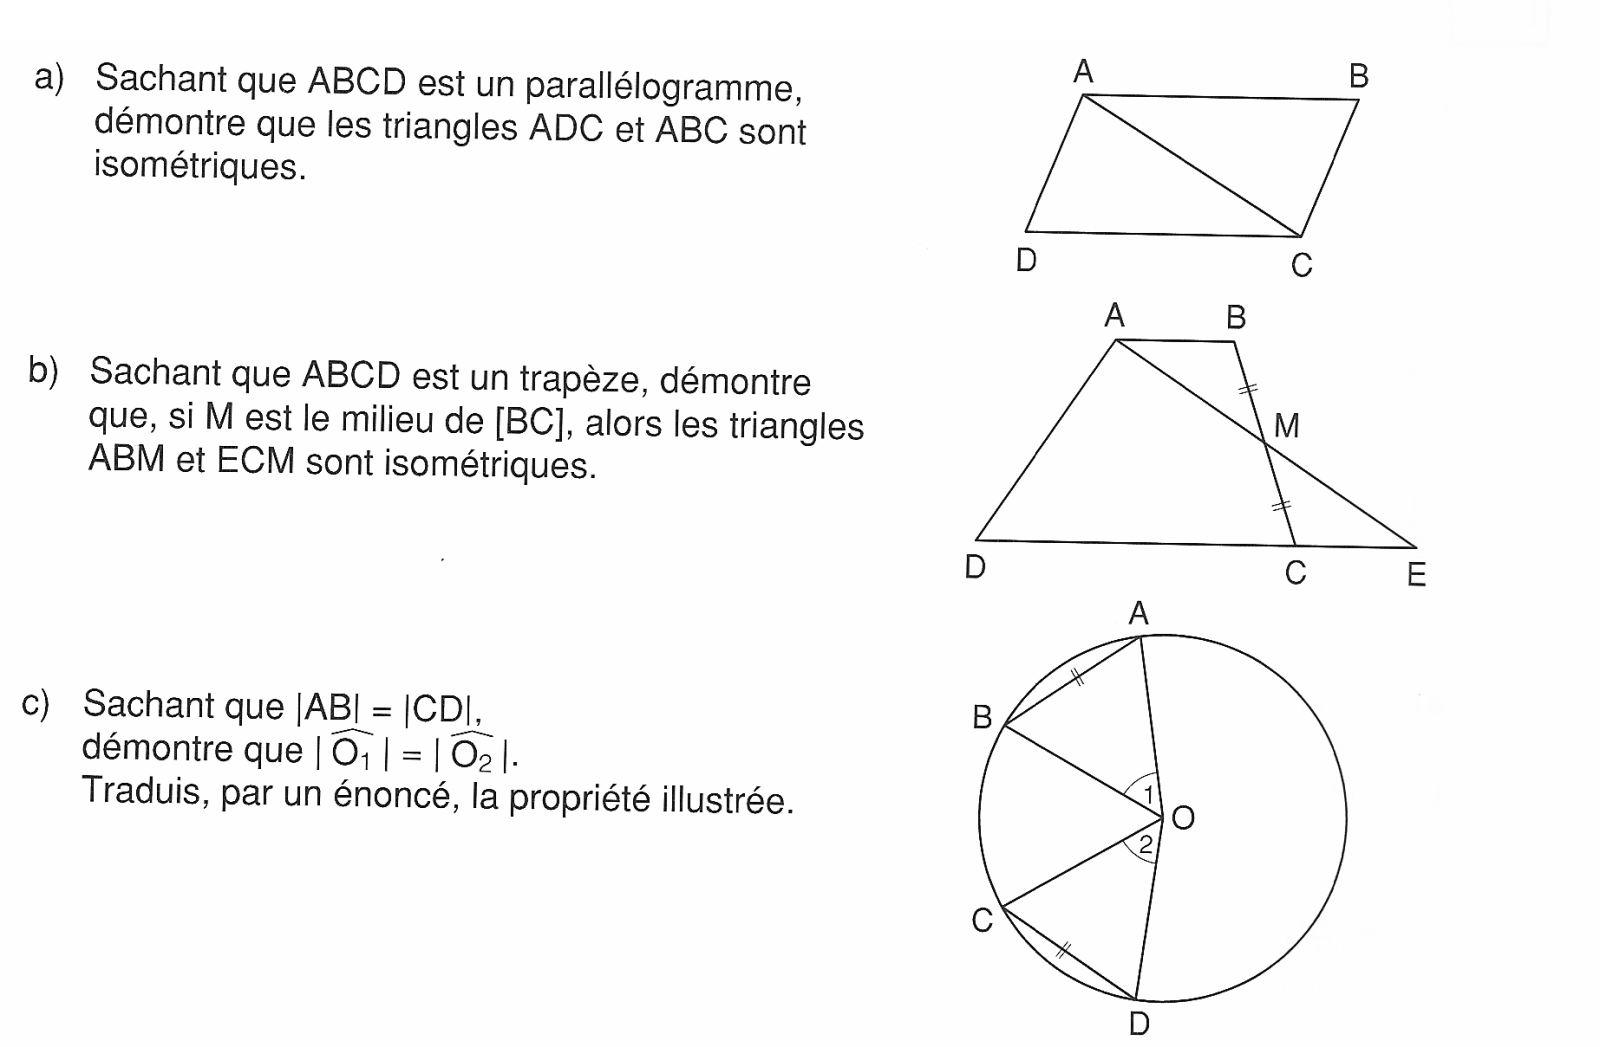 a) Sachant que ABCD est un parallélogramme,
démontre que les triangles ADC et ABC sont
isométriques.
A
B
D
C
b) Sachant que ABCD est un trapèze, démontre
que, si M est le milieu de [BC], alors les triangles
ABM et ECM sont isométriques.
A
B
M
D
C
E
c) Sachant que |AB| = |CD|,
démontre que | Ô₁ | = | Ô₂ |.
Traduis, par un énoncé, la propriété illustrée.
A
B
1
O
2
C
D